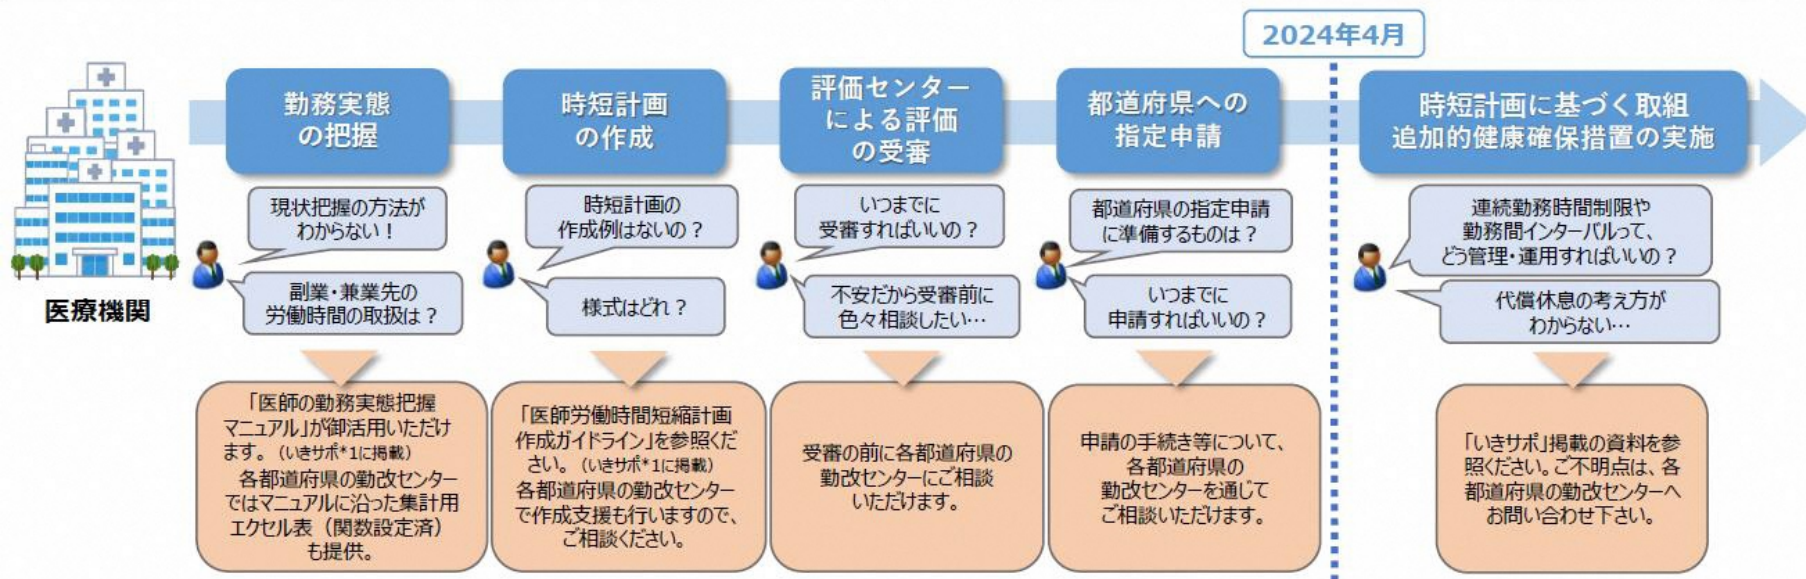 2024年4月
医療機関
勤務実態
の把握
現状把握の方法が
わからない！
副業・兼業先の
労働時間の取扱は？
「医師の勤務実態把握
マニュアル」が御活用いただけ
ます。（いきサポ*1に掲載）
各都道府県の勤改センター
ではマニュアルに沿った集計用
エクセル表（関数設定済）
も提供。
時短計画
の作成
時短計画の
作成例はないの？
様式はどれ？
「医師労働時間短縮計画
作成ガイドライン」を参照くだ
さい。（いきサポ*1に掲載）
各都道府県の勤改センター
で作成支援も行いますので、
ご相談ください。
評価センター
による評価
の受審
いつまでに
受審すればいいの？
不安だから受審前に
色々相談したい…
受審の前に各都道府県の
勤改センターにご相談
いただけます。
都道府県への
指定申請
都道府県の指定申請
に準備するものは？
いつまでに
申請すればいいの？
申請の手続き等について、
各都道府県の
勤改センターを通じて
ご相談いただけます。
時短計画に基づく取組
追加的健康確保措置の実施
連続勤務時間制限や
勤務間インターバルって、
どう管理・運用すればいいの？
代償休息の考え方が
わからない…
「いきサポ」掲載の資料を参
照ください。ご不明点は、各
都道府県の勤改センターへ
お問い合わせ下さい。